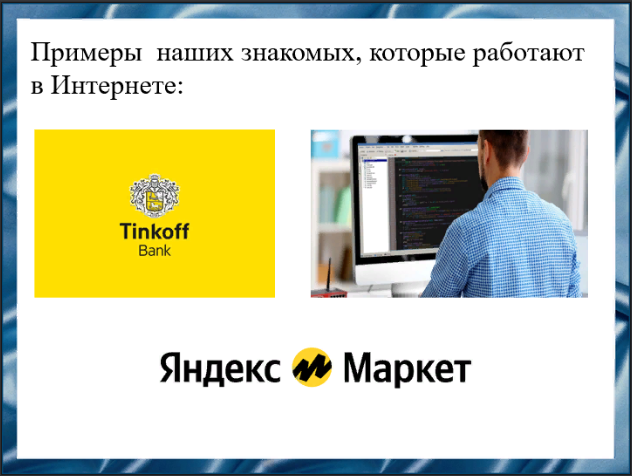 Примеры  наших знакомых, которые работают
в Интернете:
Tinkoff
Bank
Яндекс Маркет